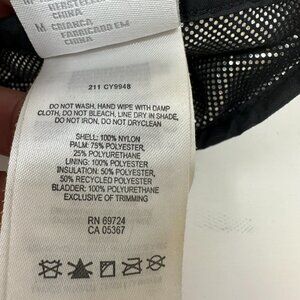 HERGESTELLT
CHINA
M CRIANÇA
FABRICADO EM
CHINA
211 CY9948
DO NOT WASH, HAND WIPE WITH DAMP
CLOTH, DO NOT BLEACH, LINE DRY IN SHADE,
DO NOT IRON, DO NOT DRYCLEAN
SHELL: 100% NYLON
PALM: 75% POLYESTER,
25% POLYURETHANE
LINING: 100% POLYESTER
INSULATION: 50% POLYESTER,
50% RECYCLED POLYESTER
BLADDER: 100% POLYURETHANE
EXCLUSIVE OF TRIMMING
RN 69724
CA 05367